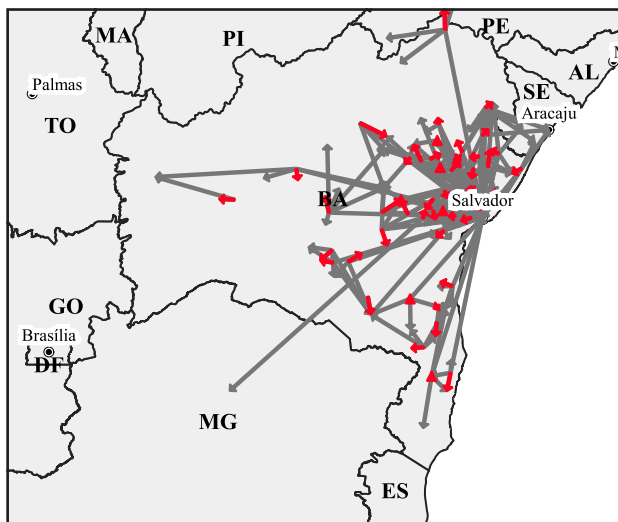 MA
PI
PE
AL
M
Palmas
SE
TO
Aracaju
BA
Salvador
GO
Brasília
DF
MG
ES